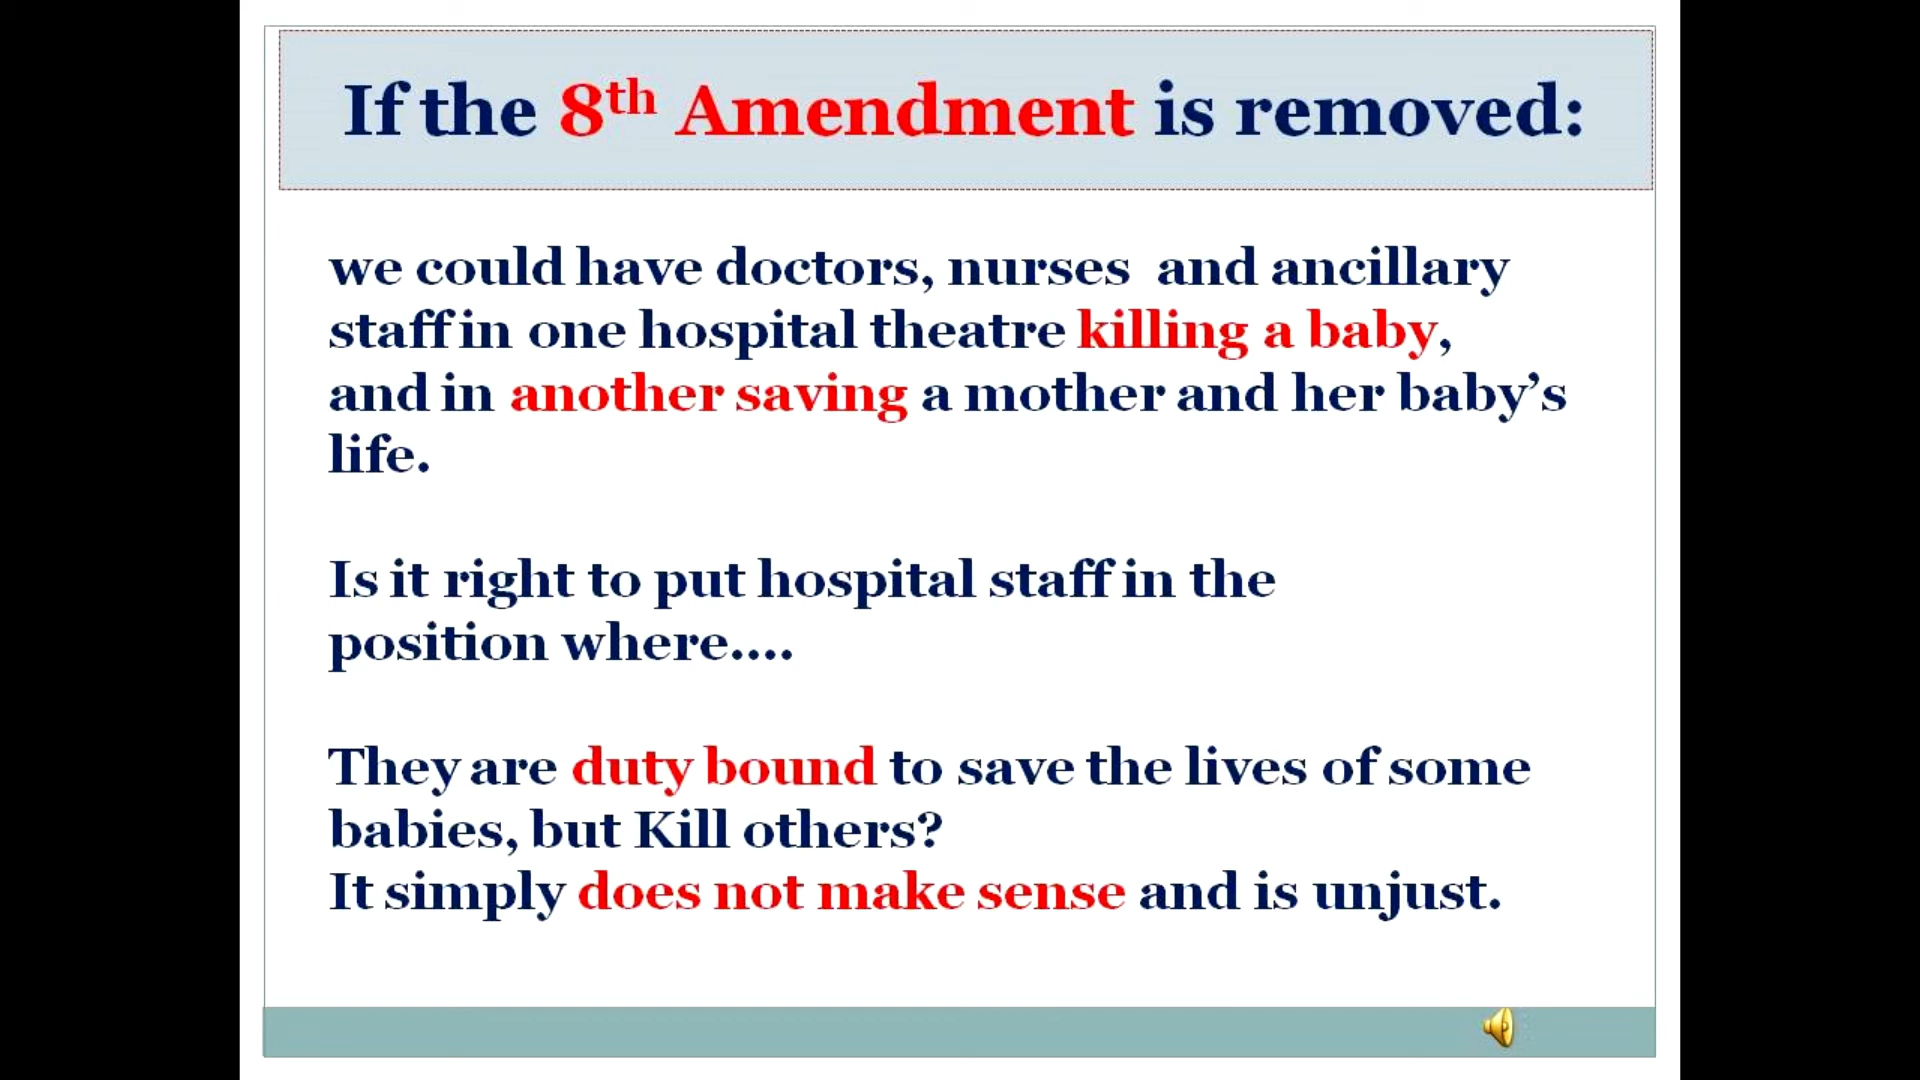 If the 8th Amendment is removed:
we could have doctors, nurses and ancillary
staff in one hospital theatre killing a baby,
and in another saving a mother and her baby’s
life.
Is it right to put hospital staff in the
position where....
They are duty bound to save the lives of some
babies, but Kill others?
It simply does not make sense and is unjust.